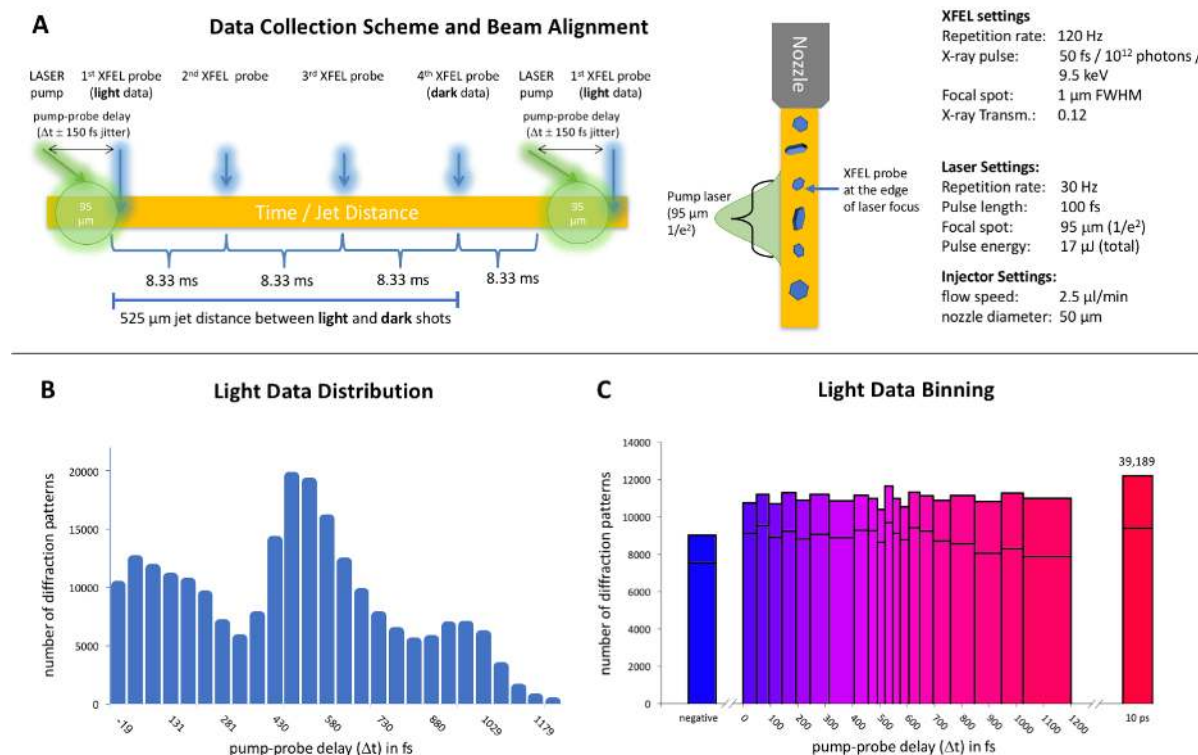 A
Data Collection Scheme and Beam Alignment
LASER pump
1st XFEL probe (light data)
2nd XFEL probe
3rd XFEL probe
4th XFEL probe (dark data)
LASER pump
1st XFEL probe (light data)
pump-probe delay
(Δt ± 150 fs jitter)
pump-probe delay
(Δt ± 150 fs jitter)
95 µm
Time / Jet Distance
95 µm
8.33 ms
8.33 ms
8.33 ms
8.33 ms
525 µm jet distance between light and dark shots
Nozzle
Pump laser
(95 µm
1/e²)
XFEL probe
at the edge
of laser focus
XFEL settings
Repetition rate: 120 Hz
X-ray pulse: 50 fs / 10¹² photons /
9.5 keV
Focal spot: 1 µm FWHM
X-ray Transm.: 0.12
Laser Settings:
Repetition rate: 30 Hz
Pulse length: 100 fs
Focal spot: 95 µm (1/e²)
Pulse energy: 17 µJ (total)
Injector Settings:
flow speed: 2.5 µl/min
nozzle diameter: 50 µm
B
Light Data Distribution
number of diffraction patterns
20000
15000
10000
5000
0
-19 131 281 430 580 730 880 1029 1179
pump-probe delay (Δt) in fs
C
Light Data Binning
number of diffraction patterns
14000
12000
10000
8000
6000
4000
2000
0
39,189
negative 0 100 200 300 400 500 600 700 800 900 1000 1100 1200 10 ps
pump-probe delay (Δt) in fs